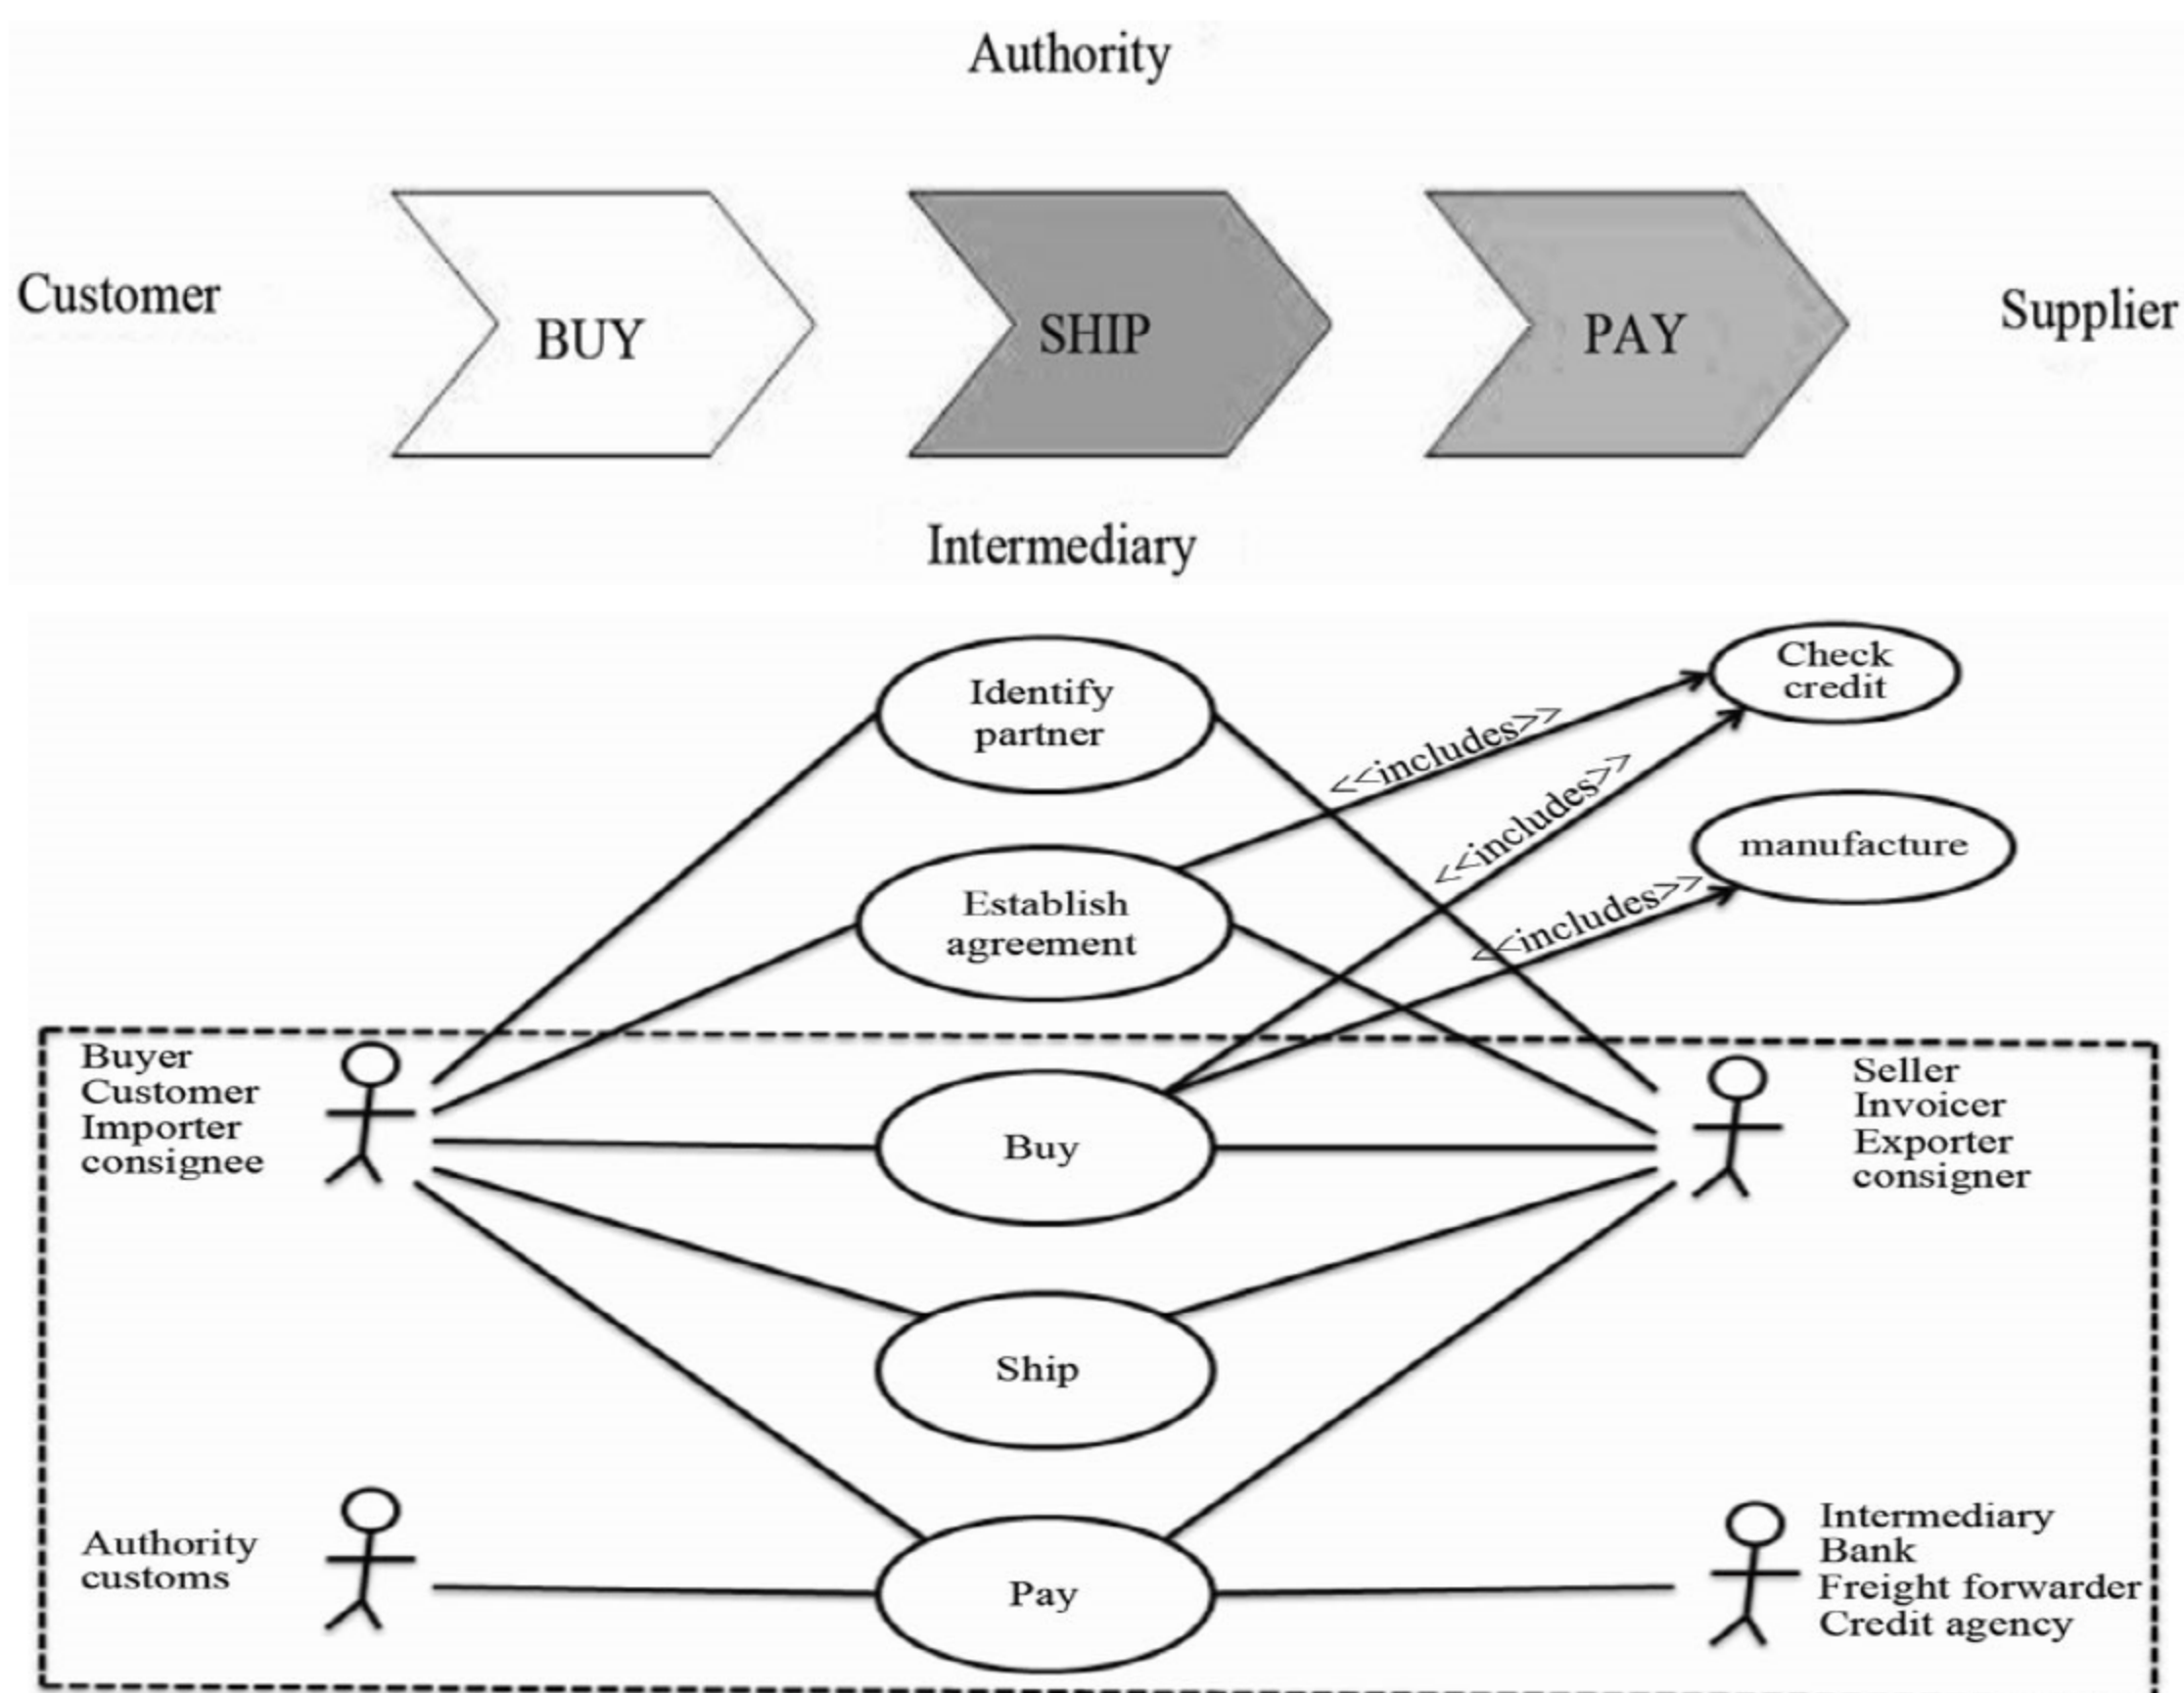 Authority
Customer
BUY
SHIP
PAY
Supplier
Intermediary
Identify
partner
Check
credit
<<includes>>
<<includes>>
manufacture
<<includes>>
Establish
agreement
Buyer
Customer
Importer
consignee
Buy
Seller
Invoicer
Exporter
consigner
Ship
Authority
customs
Pay
Intermediary
Bank
Freight forwarder
Credit agency